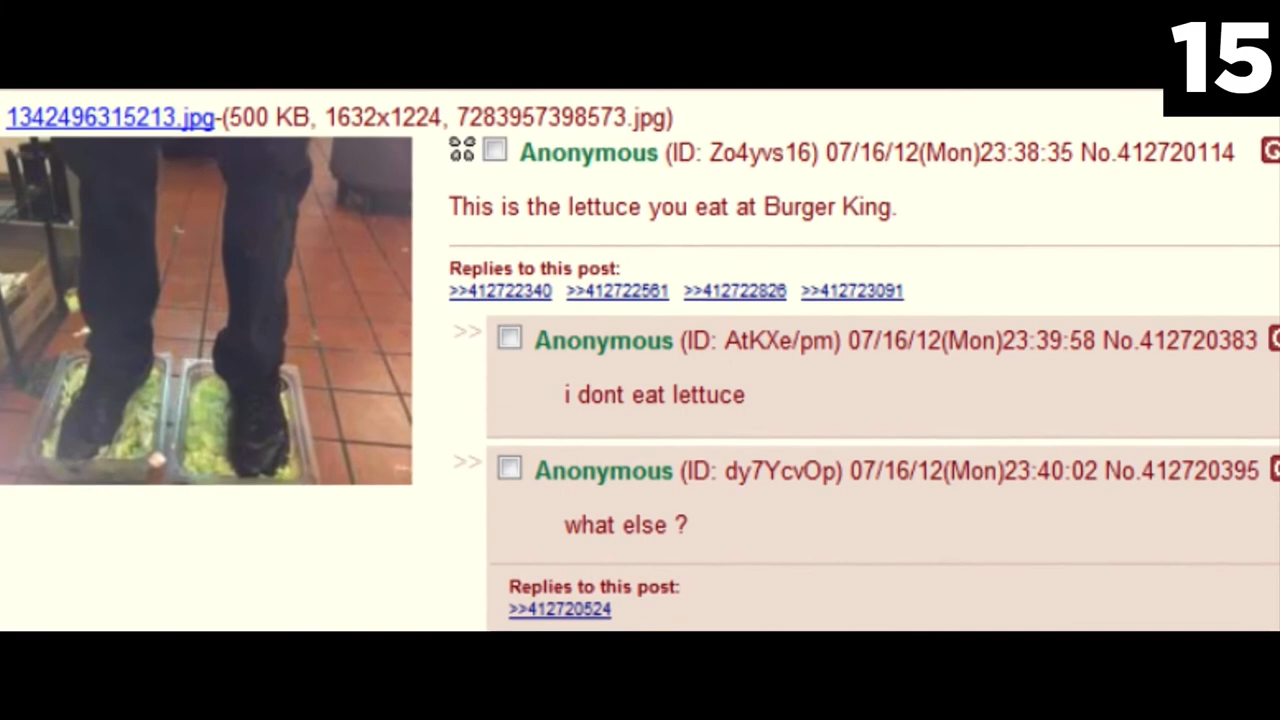 15
1342496315213.jpg-(500 KB, 1632x1224, 7283957398573.jpg)
Anonymous (ID: Zo4yvs16) 07/16/12(Mon)23:38:35 No.412720114
This is the lettuce you eat at Burger King.
Replies to this post:
>>412722340 >>412722561 >>412722826 >>412723091
>> Anonymous (ID: AtKXe/pm) 07/16/12(Mon)23:39:58 No.412720383
i dont eat lettuce
>> Anonymous (ID: dy7YcvOp) 07/16/12(Mon)23:40:02 No.412720395
what else ?
Replies to this post:
>>412720524